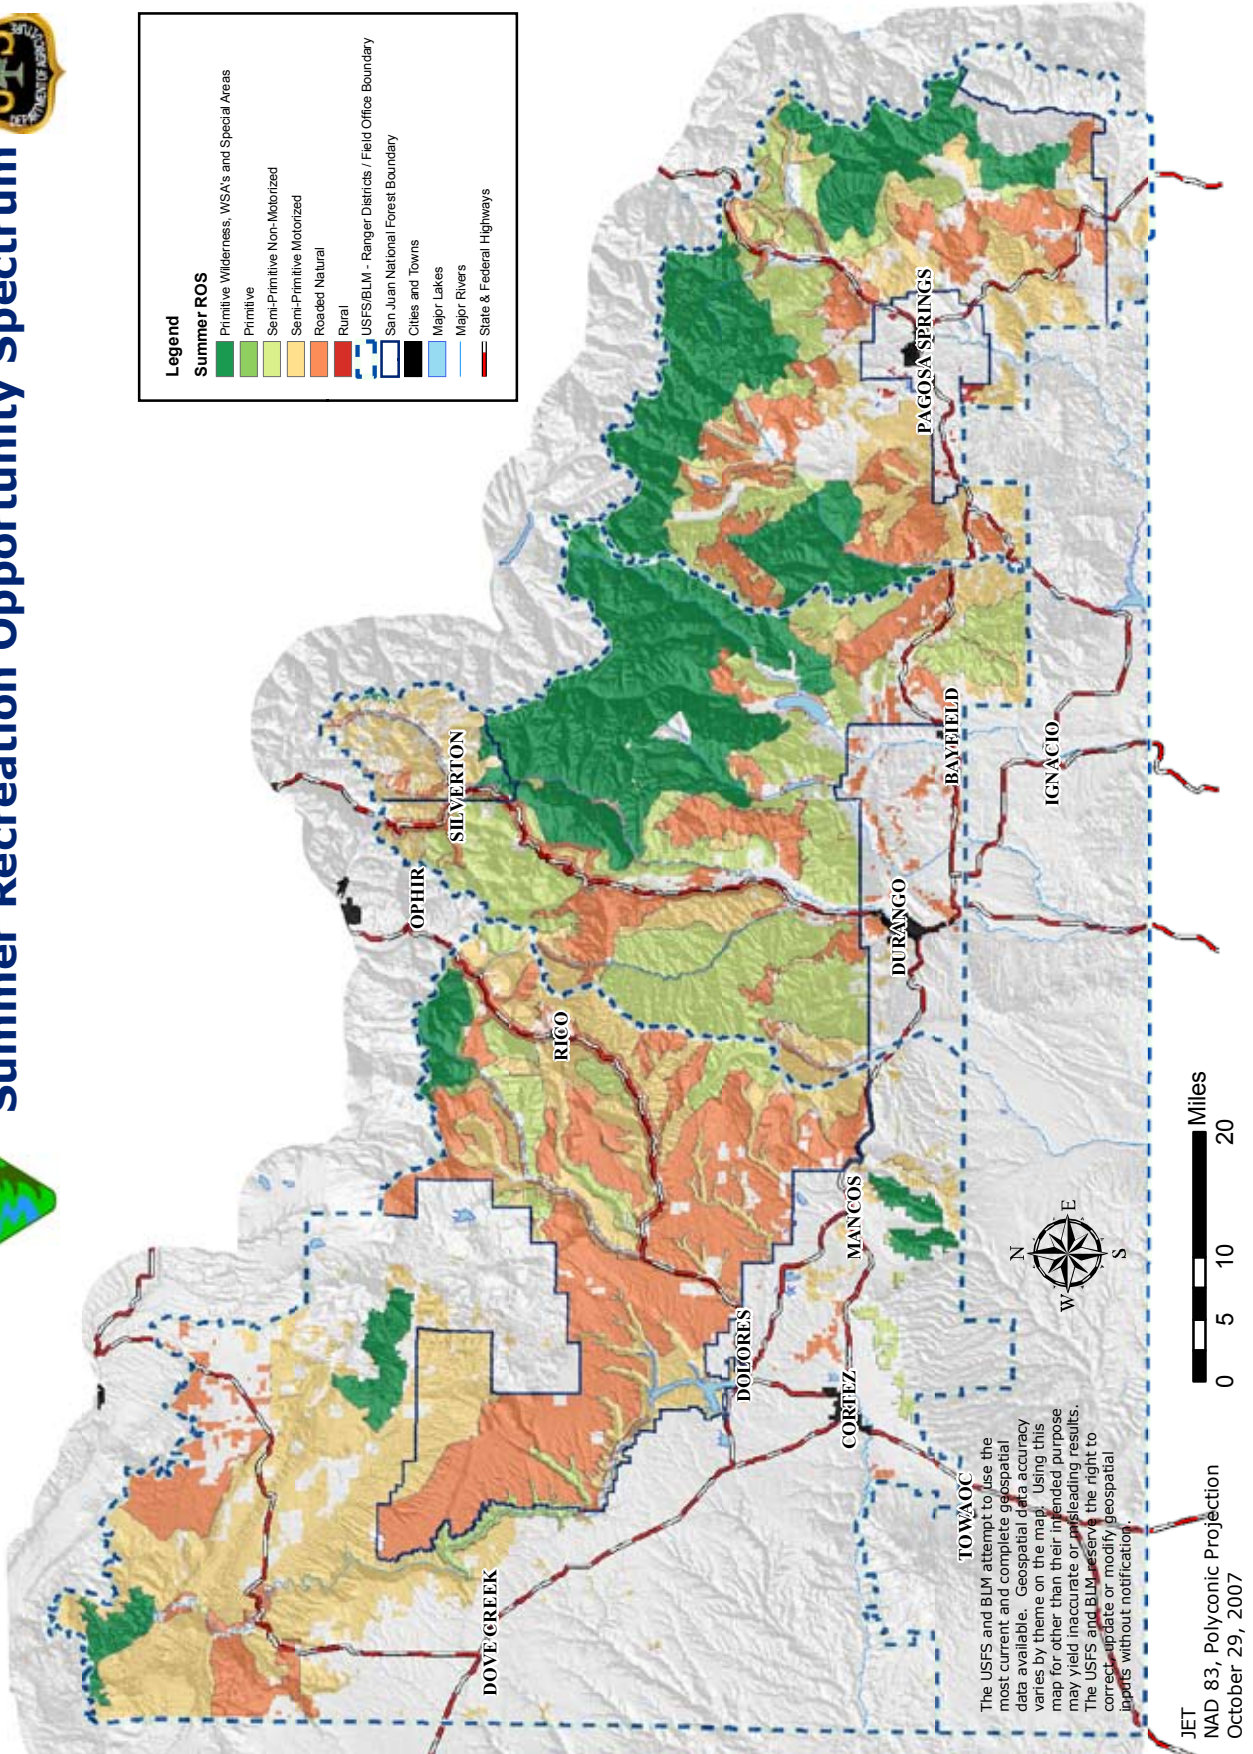 Summer Recreation Opportunity Spectrum
DEPARTMENT OF AGRICULTURE
Legend
Summer ROS
Primitive Wilderness, WSA's and Special Areas
Primitive
Semi-Primitive Non-Motorized
Semi-Primitive Motorized
Roaded Natural
Rural
USFS/BLM - Ranger Districts / Field Office Boundary
San Juan National Forest Boundary
Cities and Towns
Major Lakes
Major Rivers
State & Federal Highways
SILVERTON
OPHIR
RICO
PAGOSA SPRINGS
DURANGO
BAYFIELD
IGNACIO
MANCOS
DOLORES
CORTEZ
DOVE CREEK
TOWAOC
N
W
E
S
0 5 10 20 Miles
The USFS and BLM attempt to use the
most current and complete geospatial
data available. Geospatial data accuracy
varies by theme on the map. Using this
map for other than their intended purpose
may yield inaccurate or misleading results.
The USFS and BLM reserve the right to
correct, update or modify geospatial
inputs without notification.
JET
NAD 83, Polyconic Projection
October 29, 2007